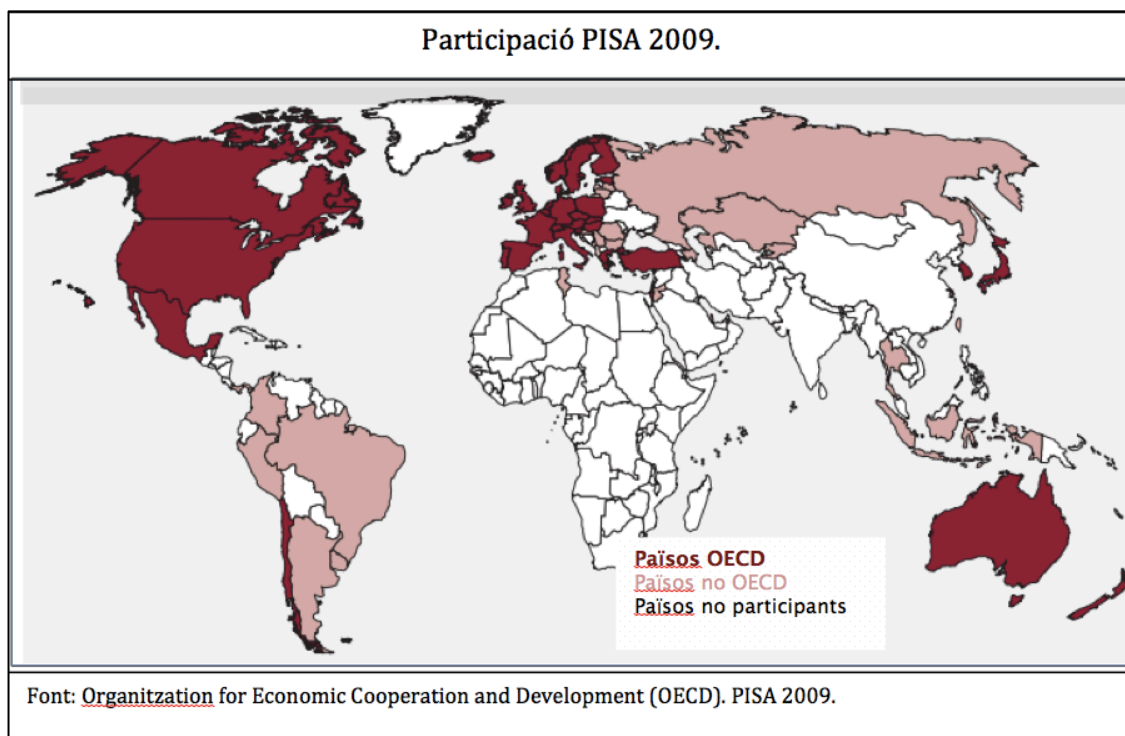 Participació PISA 2009.
Països OECD
Països no OECD
Països no participants
Font: Organitzation for Economic Cooperation and Development (OECD). PISA 2009.